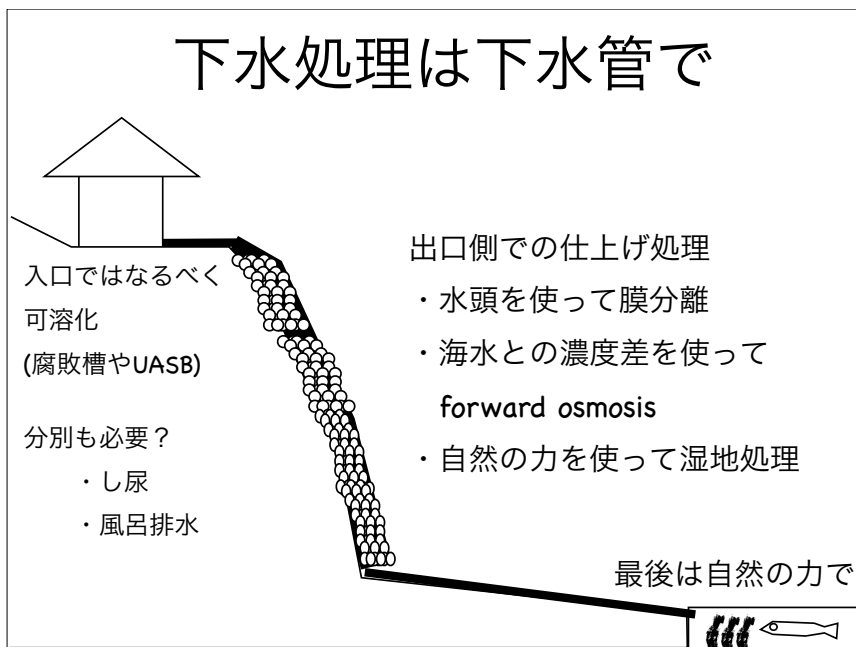 下水処理は下水管で
入口ではなるべく
可溶化
(腐敗槽やUASB)
分別も必要？
・し尿
・風呂排水
出口側での仕上げ処理
・水頭を使って膜分離
・海水との濃度差を使って
forward osmosis
・自然の力を使って湿地処理
最後は自然の力で